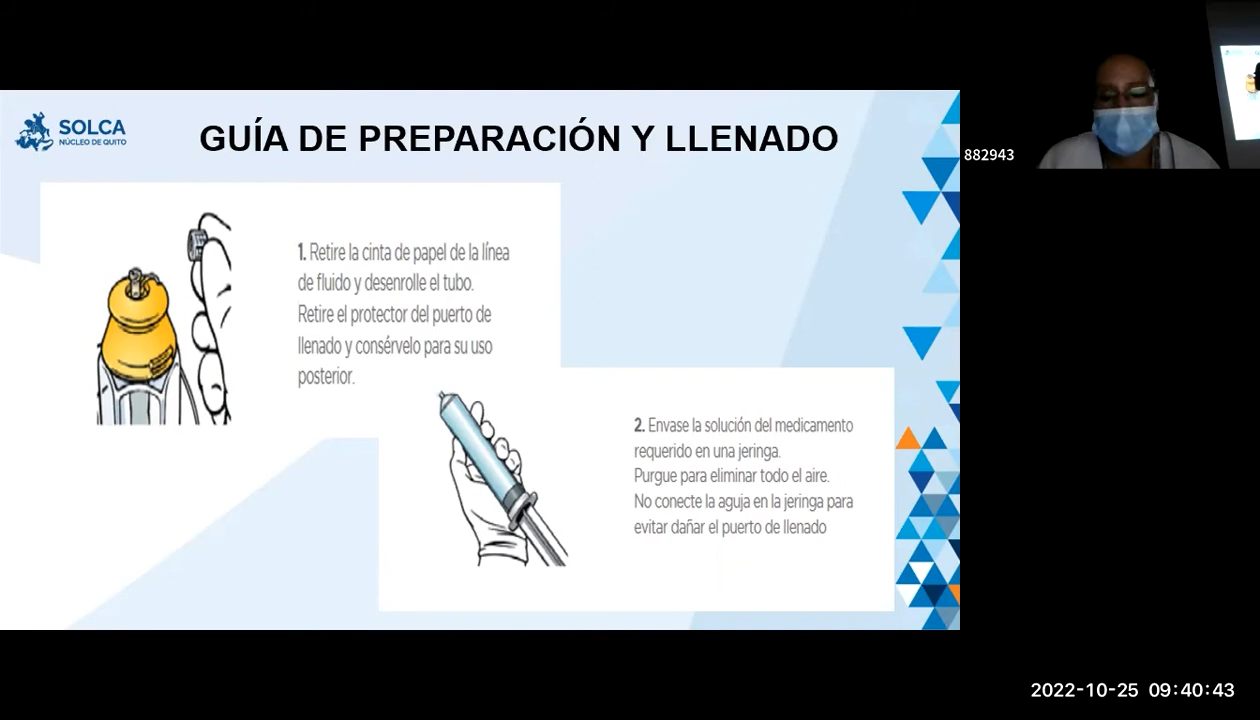 SOLCA
NÚCLEO DE QUITO
GUÍA DE PREPARACIÓN Y LLENADO
882943
1. Retire la cinta de papel de la línea
de fluido y desenrolle el tubo.
Retire el protector del puerto de
llenado y consérvelo para su uso
posterior.
2. Envase la solución del medicamento
requerido en una jeringa.
Purgue para eliminar todo el aire.
No conecte la aguja en la jeringa para
evitar dañar el puerto de llenado
2022-10-25 09:40:43